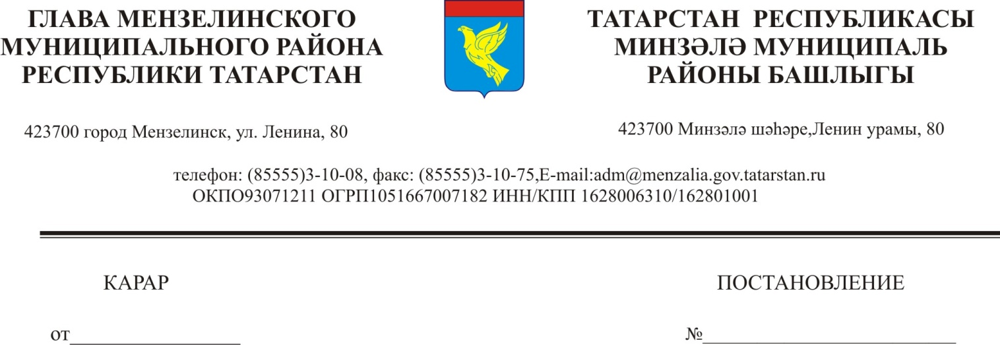 ГЛАВА МЕНЗЕЛИНСКОГО
МУНИЦИПАЛЬНОГО РАЙОНА
РЕСПУБЛИКИ ТАТАРСТАН
ТАТАРСТАН РЕСПУБЛИКАСЫ
МИНЗӘЛӘ МУНИЦИПАЛЬ
РАЙОНЫ БАШЛЫГЫ
423700 город Мензелинск, ул. Ленина, 80
423700 Минзәлә шәһәре,Ленин урамы, 80
телефон: (85555)3-10-08, факс: (85555)3-10-75,E-mail:adm@menzalia.gov.tatarstan.ru
ОКПО93071211 ОГРП1051667007182 ИНН/КПП 1628006310/162801001
КАРАР
ПОСТАНОВЛЕНИЕ
от__________________
№___________________________